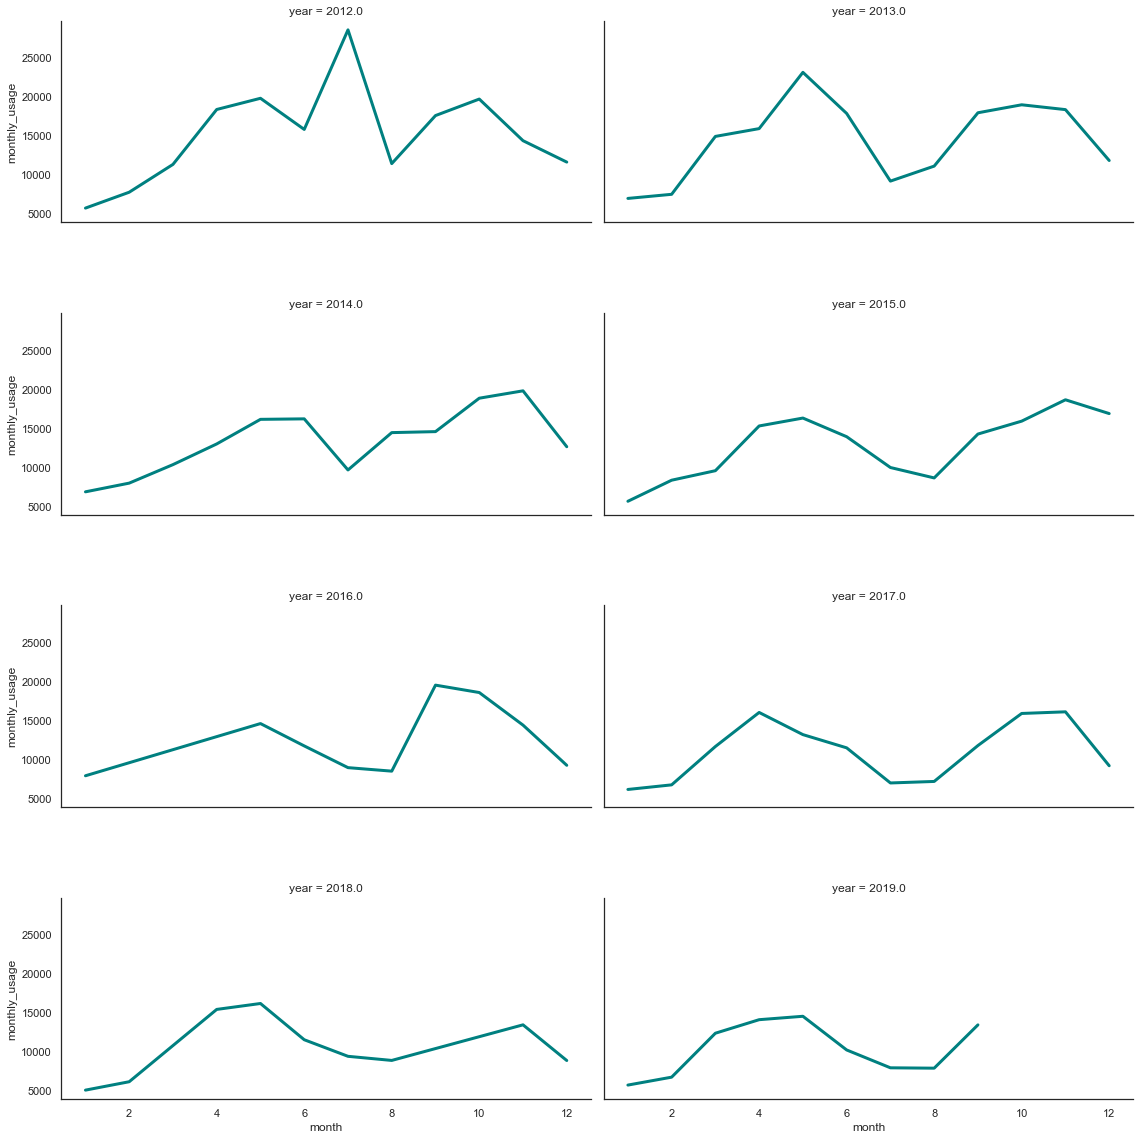 year = 2012.0
year = 2013.0
monthly_usage
25000
20000
15000
10000
5000
year = 2014.0
year = 2015.0
monthly_usage
25000
20000
15000
10000
5000
year = 2016.0
year = 2017.0
monthly_usage
25000
20000
15000
10000
5000
year = 2018.0
year = 2019.0
monthly_usage
25000
20000
15000
10000
5000
2 4 6 8 10 12
2 4 6 8 10 12
month
month